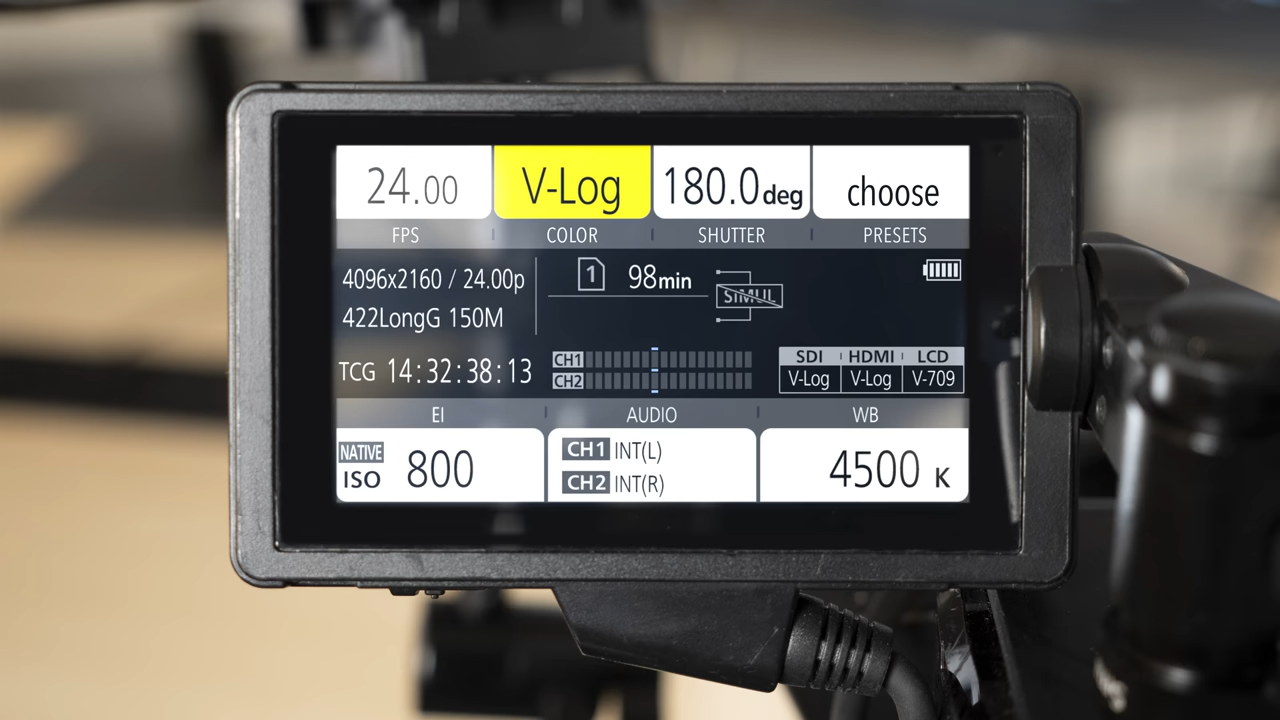 24.00 V-Log 180.0deg choose
FPS COLOR SHUTTER PRESETS
4096x2160 / 24.00p 1 98min SIMUL
422LongG 150M
TCG 14:32:38:13 CH1 SDI HDMI LCD
CH2 V-Log V-Log V-709
EI AUDIO WB
NATIVE ISO 800 CH1 INT(L) 4500 K
CH2 INT(R)